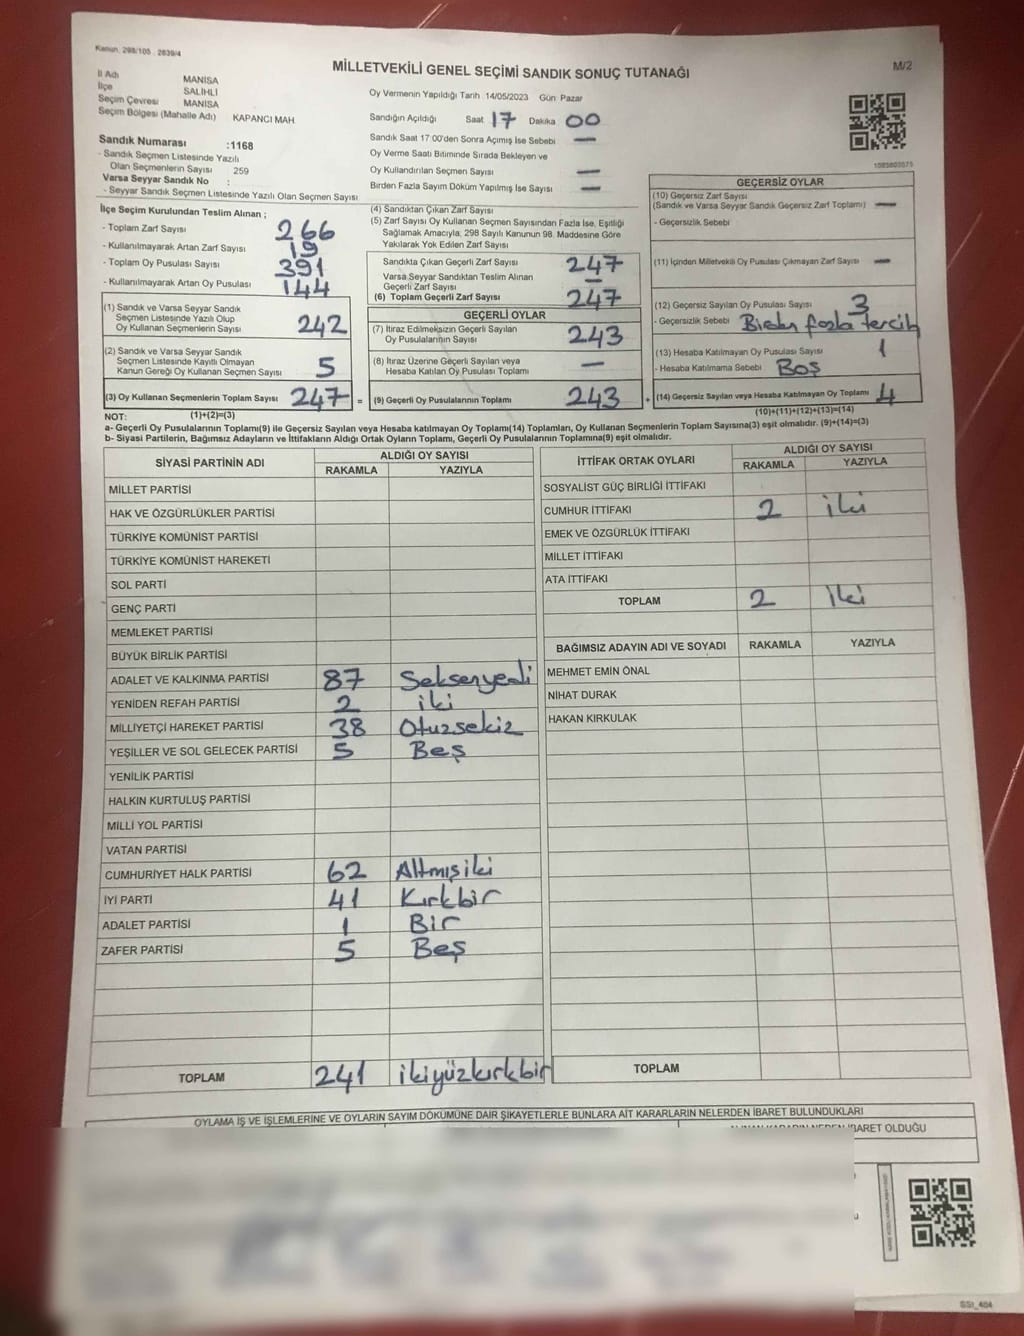 Kanun: 298/105 : 2839/4
MİLLETVEKİLİ GENEL SEÇİMİ SANDIK SONUÇ TUTANAĞI
M/2
İl Adı MANİSA
İlçe SALİHLİ
Seçim Çevresi MANİSA
Seçim Bölgesi (Mahalle Adı) KAPANCI MAH.
Sandık Numarası :1168
- Sandık Seçmen Listesinde Yazılı
Olan Seçmenlerin Sayısı 259
Varsa Seyyar Sandık No :
- Seyyar Sandık Seçmen Listesinde Yazılı Olan Seçmen Sayısı
Oy Vermenin Yapıldığı Tarih 14/05/2023 Gün: Pazar
Sandığın Açıldığı Saat 17 Dakika 00
Sandık Saat 17:00'den Sonra Açımış İse Sebebi —
Oy Verme Saati Bitiminde Sırada Bekleyen ve
Oy Kullandırılan Seçmen Sayısı —
Birden Fazla Sayım Döküm Yapılmış İse Sayısı —
İlçe Seçim Kurulundan Teslim Alınan ;
- Toplam Zarf Sayısı 266
- Kullanılmayarak Artan Zarf Sayısı 19
- Toplam Oy Pusulası Sayısı 391
- Kullanılmayarak Artan Oy Pusulası 144
(1) Sandık ve Varsa Seyyar Sandık
Seçmen Listesinde Yazılı Olup
Oy Kullanan Seçmenlerin Sayısı 242
(2) Sandık ve Varsa Seyyar Sandık
Seçmen Listesinde Kayıtlı Olmayan
Kanun Gereği Oy Kullanan Seçmen Sayısı 5
(3) Oy Kullanan Seçmenlerin Toplam Sayısı 247 =
(4) Sandıktan Çıkan Zarf Sayısı
(5) Zarf Sayısı Oy Kullanan Seçmen Sayısından Fazla İse, Eşitliği
Sağlamak Amacıyla, 298 Sayılı Kanunun 98. Maddesine Göre
Yakılarak Yok Edilen Zarf Sayısı
Sandıkta Çıkan Geçerli Zarf Sayısı 247
Varsa Seyyar Sandıktan Teslim Alınan
Geçerli Zarf Sayısı —
(6) Toplam Geçerli Zarf Sayısı 247
GEÇERLİ OYLAR
(7) İtiraz Edilmeksizin Geçerli Sayılan
Oy Pusulalarının Sayısı 243
(8) İtiraz Üzerine Geçerli Sayılan veya
Hesaba Katılan Oy Pusulası Toplamı —
(9) Geçerli Oy Pusulalarının Toplamı 243 +
1085803575
GEÇERSİZ OYLAR
(10) Geçersiz Zarf Sayısı
(Sandık ve Varsa Seyyar Sandık Geçersiz Zarf Toplamı) —
- Geçersizlik Sebebi
(11) İçinden Milletvekili Oy Pusulası Çıkmayan Zarf Sayısı —
(12) Geçersiz Sayılan Oy Pusulası Sayısı 3
- Geçersizlik Sebebi Birden fazla tercih
(13) Hesaba Katılmayan Oy Pusulası Sayısı 1
- Hesaba Katılmama Sebebi Boş
(14) Geçersiz Sayılan veya Hesaba Katılmayan Oy Toplamı 4
NOT: (1)+(2)=(3) (10)+(11)+(12)+(13)=(14)
a- Geçerli Oy Pusulalarının Toplamı(9) ile Geçersiz Sayılan veya Hesaba katılmayan Oy Toplamı(14) Toplamları, Oy Kullanan Seçmenlerin Toplam Sayısına(3) eşit olmalıdır. (9)+(14)=(3)
b- Siyasi Partilerin, Bağımsız Adayların ve İttifakların Aldığı Ortak Oyların Toplamı, Geçerli Oy Pusulalarının Toplamına(9) eşit olmalıdır.
SİYASİ PARTİNİN ADI ALDIĞI OY SAYISI
RAKAMLA YAZIYLA
MİLLET PARTİSİ
HAK VE ÖZGÜRLÜKLER PARTİSİ
TÜRKİYE KOMÜNİST PARTİSİ
TÜRKİYE KOMÜNİST HAREKETİ
SOL PARTİ
GENÇ PARTİ
MEMLEKET PARTİSİ
BÜYÜK BİRLİK PARTİSİ
ADALET VE KALKINMA PARTİSİ 87 Seksenyedi
YENİDEN REFAH PARTİSİ 2 iki
MİLLİYETÇİ HAREKET PARTİSİ 38 Otuzsekiz
YEŞİLLER VE SOL GELECEK PARTİSİ 5 Beş
YENİLİK PARTİSİ
HALKIN KURTULUŞ PARTİSİ
MİLLİ YOL PARTİSİ
VATAN PARTİSİ
CUMHURİYET HALK PARTİSİ 62 Altmışiki
İYİ PARTİ 41 Kırkbir
ADALET PARTİSİ 1 Bir
ZAFER PARTİSİ 5 Beş
TOPLAM 241 ikiyüzkırkbir
İTTİFAK ORTAK OYLARI ALDIĞI OY SAYISI
RAKAMLA YAZIYLA
SOSYALİST GÜÇ BİRLİĞİ İTTİFAKI
CUMHUR İTTİFAKI 2 iki
EMEK VE ÖZGÜRLÜK İTTİFAKI
MİLLET İTTİFAKI
ATA İTTİFAKI
TOPLAM 2 iki
BAĞIMSIZ ADAYIN ADI VE SOYADI RAKAMLA YAZIYLA
MEHMET EMİN ÖNAL
NİHAT DURAK
HAKAN KIRKULAK
TOPLAM
OYLAMA İŞ VE İŞLEMLERİNE VE OYLARIN SAYIM DÖKÜMÜNE DAİR ŞİKAYETLERLE BUNLARA AİT KARARLARIN NELERDEN İBARET BULUNDUKLARI
İBARET OLDUĞU
SSI_404